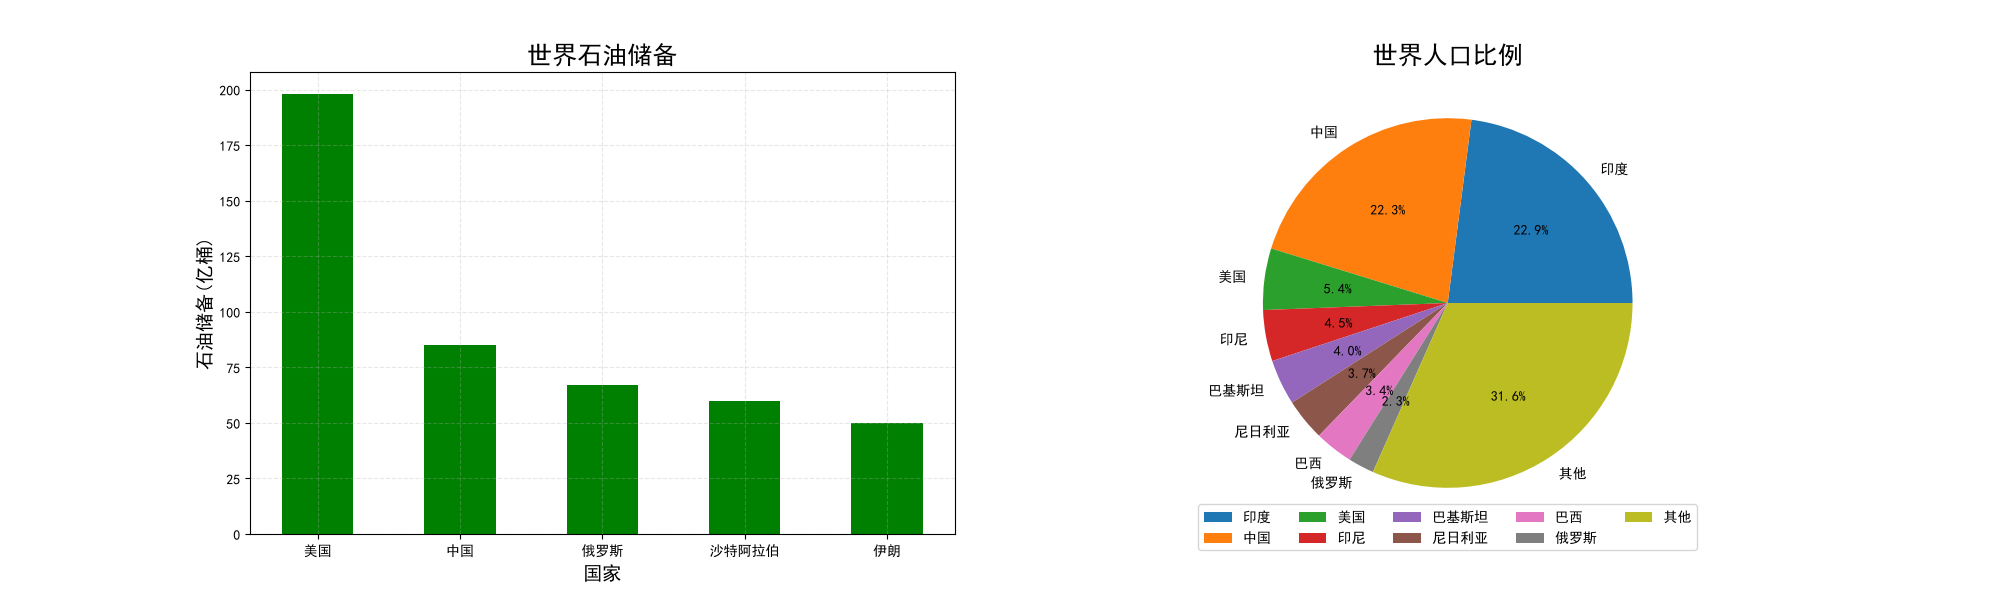 世界石油储备
石油储备(亿桶)
200
175
150
125
100
75
50
25
0
美国 中国 俄罗斯 沙特阿拉伯 伊朗
国家
世界人口比例
中国
印度
美国
印尼
巴基斯坦
尼日利亚
巴西
俄罗斯
其他
22.3%
22.9%
5.4%
4.5%
4.0%
3.7%
3.4%
2.3%
31.6%
印度 美国 巴基斯坦 巴西 其他
中国 印尼 尼日利亚 俄罗斯